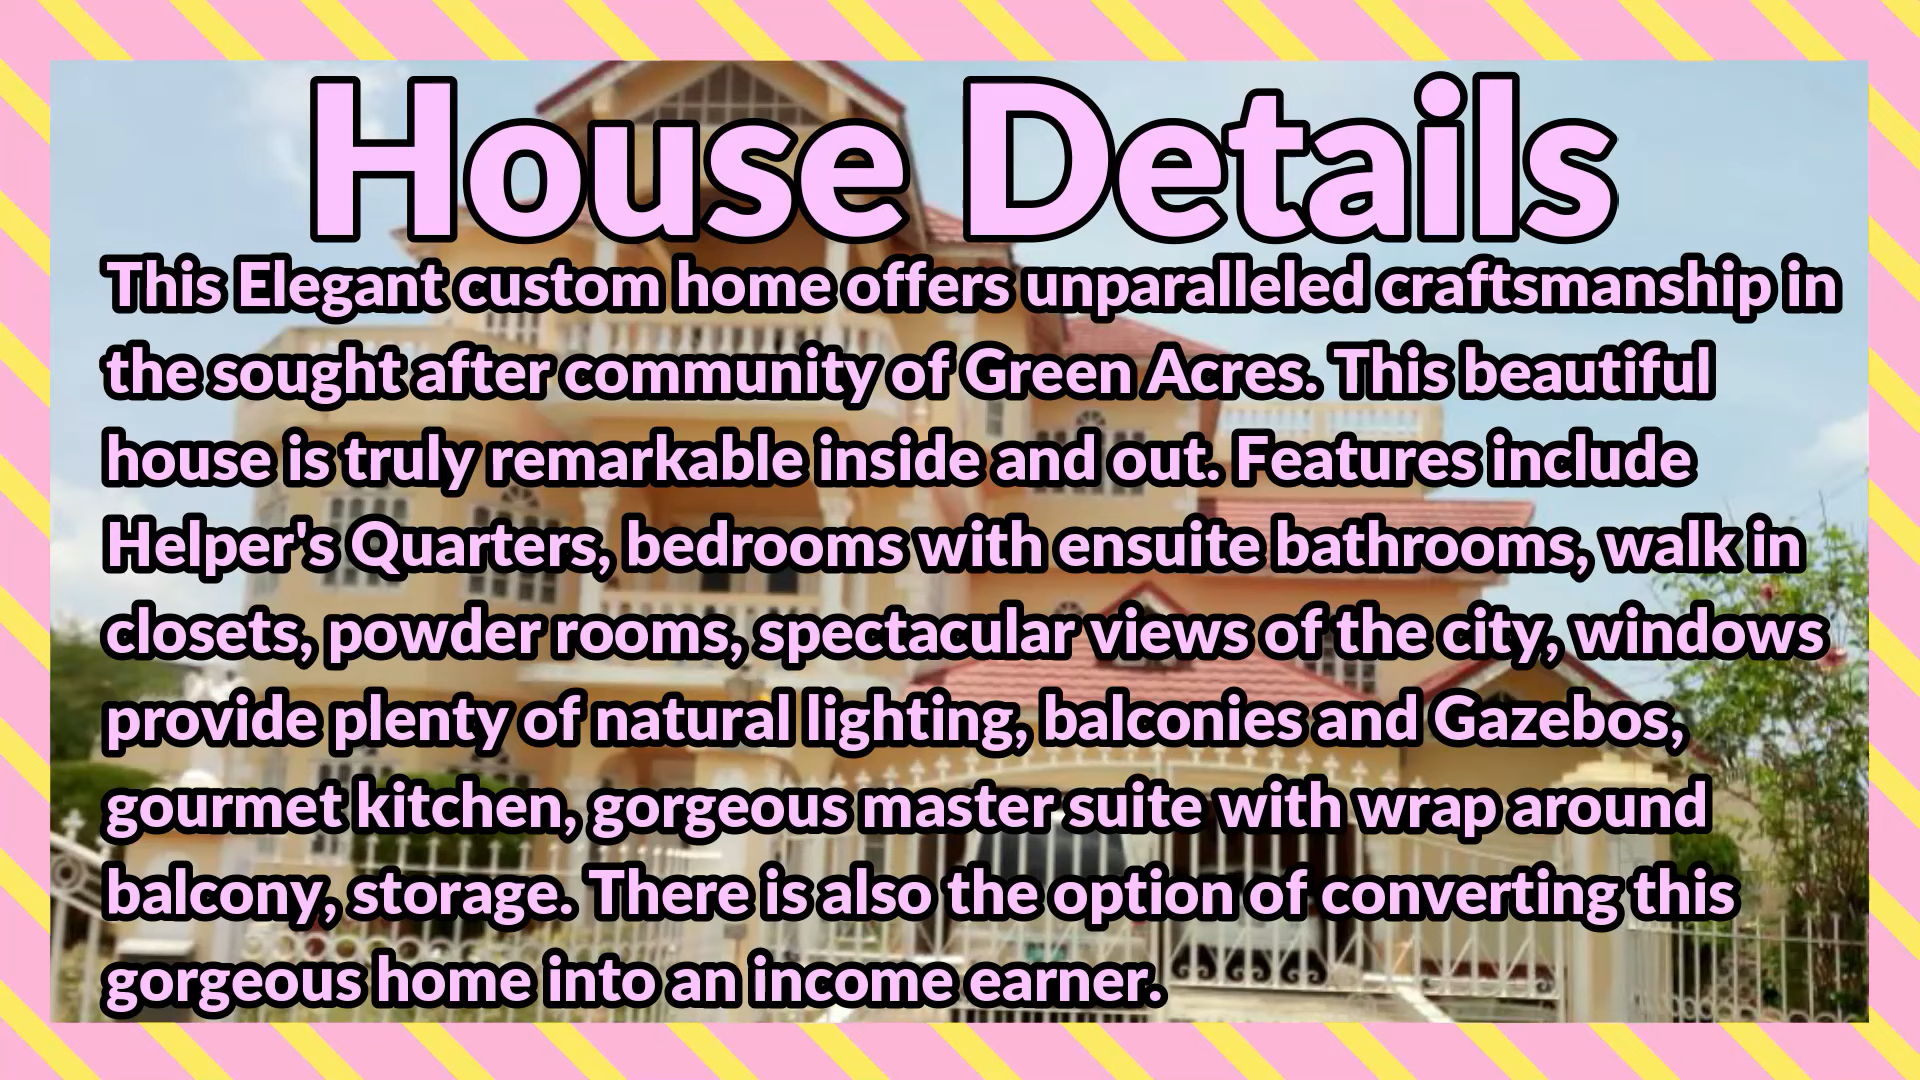 House Details
This Elegant custom home offers unparalleled craftsmanship in
the sought after community of Green Acres. This beautiful
house is truly remarkable inside and out. Features include
Helper's Quarters, bedrooms with ensuite bathrooms, walk in
closets, powder rooms, spectacular views of the city, windows
provide plenty of natural lighting, balconies and Gazebos,
gourmet kitchen, gorgeous master suite with wrap around
balcony, storage. There is also the option of converting this
gorgeous home into an income earner.